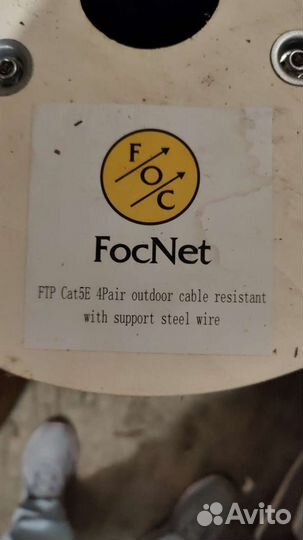 F
O
C
FocNet
FTP Cat5E 4Pair outdoor cable resistant
with support steel wire
Avito